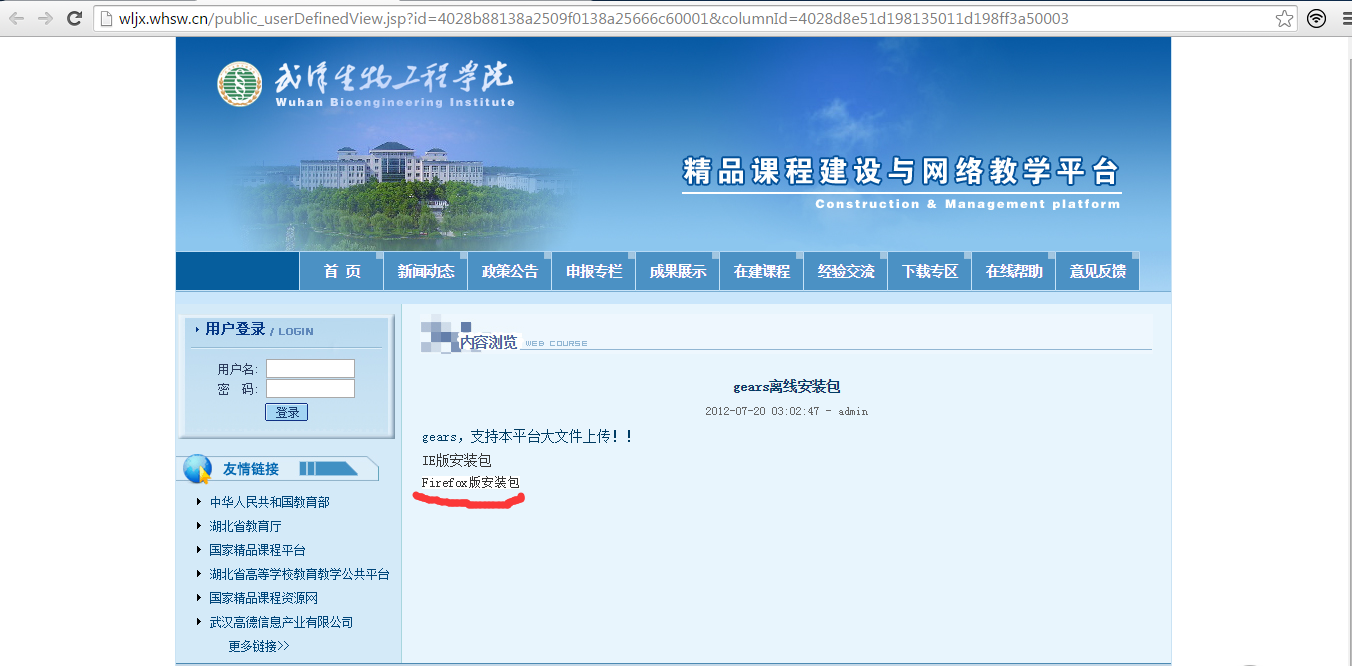 wljx.whsw.cn/public_userDefinedView.jsp?id=4028b88138a2509f0138a25666c60001&columnId=4028d8e51d198135011d198ff3a50003
武汉生物工程学院
Wuhan Bioengineering Institute
精品课程建设与网络教学平台
Construction & Management platform
首 页 新闻动态 政策公告 申报专栏 成果展示 在建课程 经验交流 下载专区 在线帮助 意见反馈
用户登录 / LOGIN
用户名:
密 码:
登录
友情链接
中华人民共和国教育部
湖北省教育厅
国家精品课程平台
湖北省高等学校教育教学公共平台
国家精品课程资源网
武汉高德信息产业有限公司
更多链接>>
内容浏览 WEB COURSE
gears离线安装包
2012-07-20 03:02:47 - admin
gears，支持本平台大文件上传！！
IE版安装包
Firefox版安装包